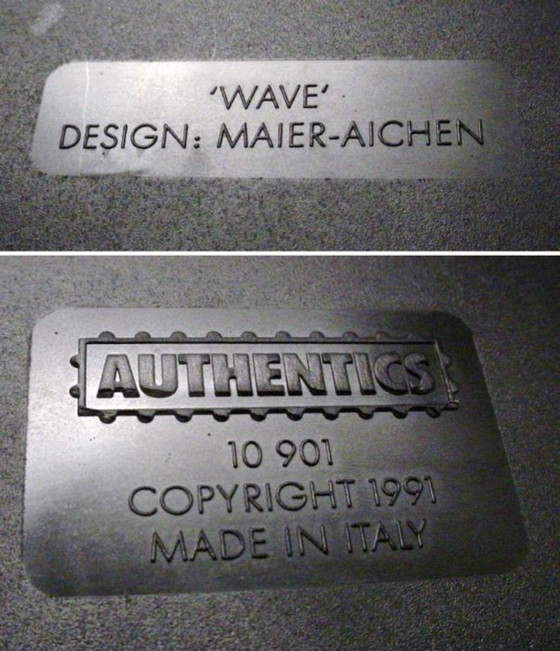 'WAVE'
DESIGN: MAIER-AICHEN
AUTHENTICS
10 901
COPYRIGHT 1991
MADE IN ITALY